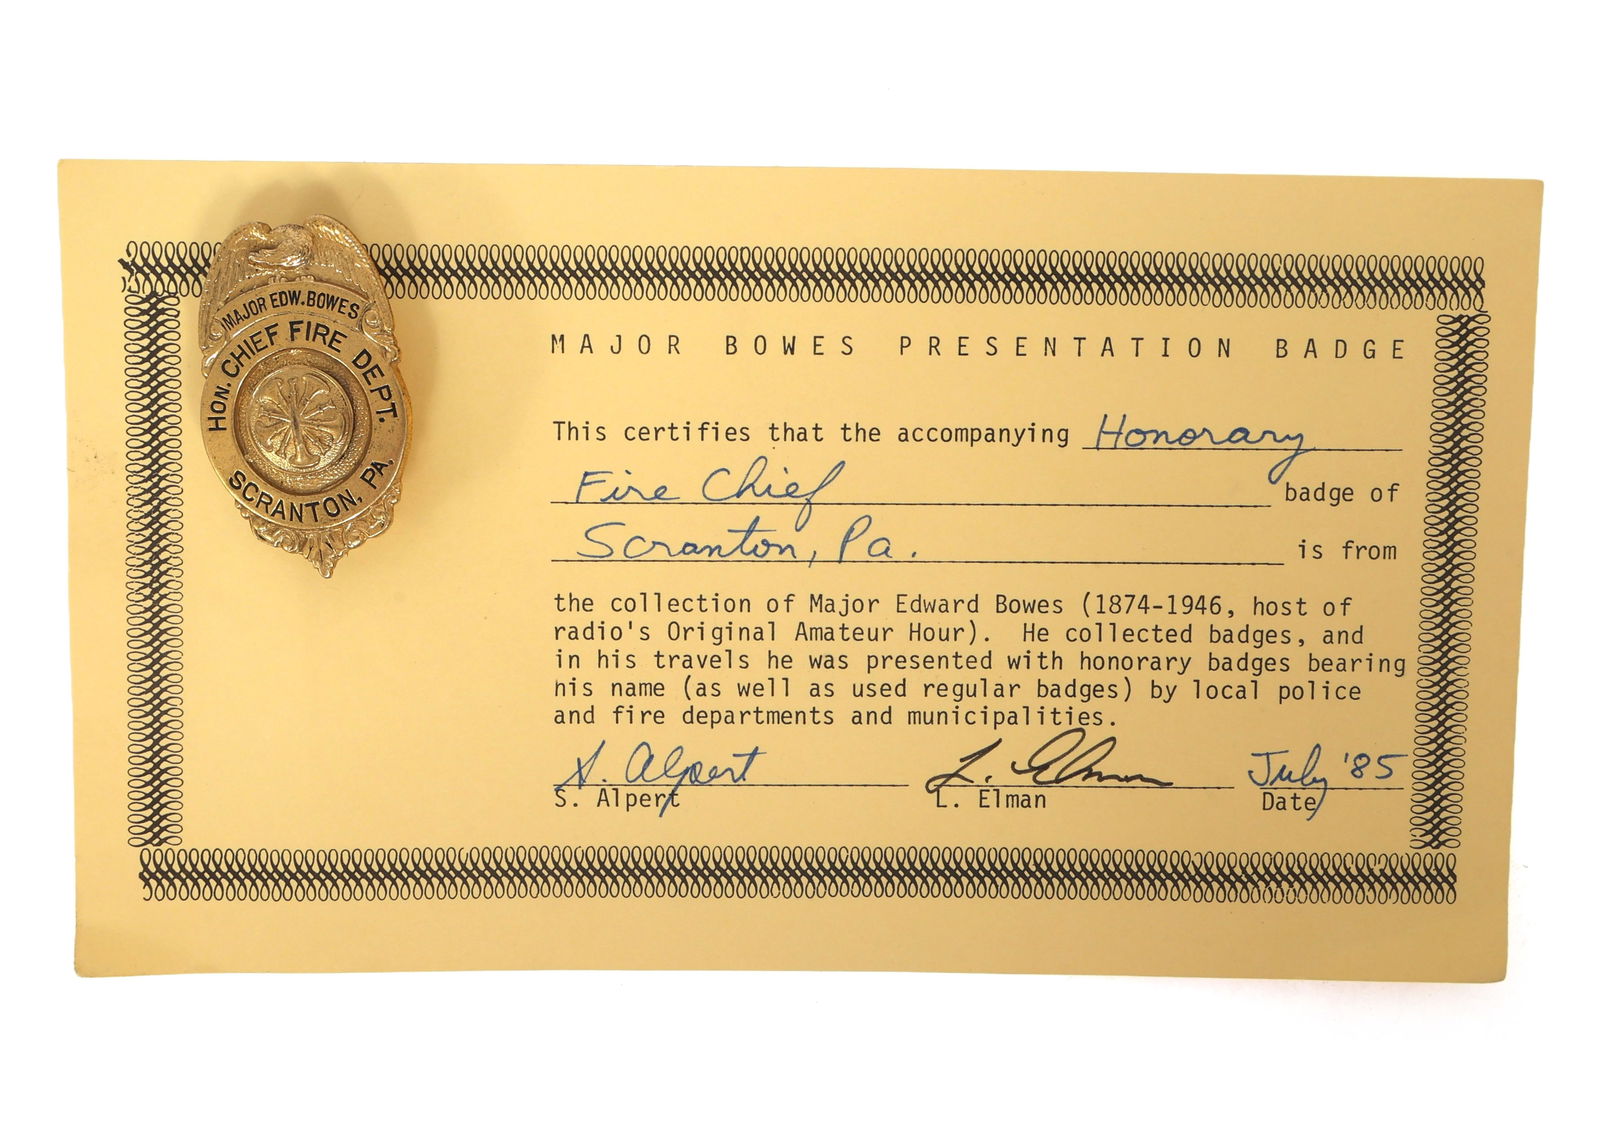 MAJOR EDW. BOWES
HON. CHIEF FIRE DEPT.
SCRANTON, PA.
MAJOR BOWES PRESENTATION BADGE
This certifies that the accompanying Honorary
Fire Chief badge of
Scranton, Pa. is from
the collection of Major Edward Bowes (1874-1946, host of
radio's Original Amateur Hour). He collected badges, and
in his travels he was presented with honorary badges bearing
his name (as well as used regular badges) by local police
and fire departments and municipalities.
S. Alpert L. Elman July '85
S. Alpert L. Elman Date